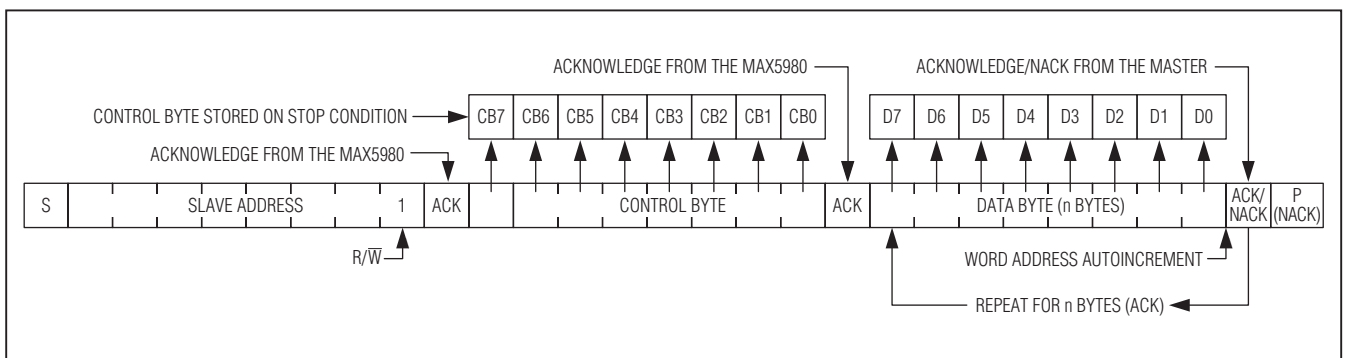 ACKNOWLEDGE FROM THE MAX5980
ACKNOWLEDGE/NACK FROM THE MASTER
CONTROL BYTE STORED ON STOP CONDITION
CB7 CB6 CB5 CB4 CB3 CB2 CB1 CB0
D7 D6 D5 D4 D3 D2 D1 D0
ACKNOWLEDGE FROM THE MAX5980
S SLAVE ADDRESS 1 ACK CONTROL BYTE ACK DATA BYTE (n BYTES) ACK/
NACK P
(NACK)
R/W̅
WORD ADDRESS AUTOINCREMENT
REPEAT FOR n BYTES (ACK)